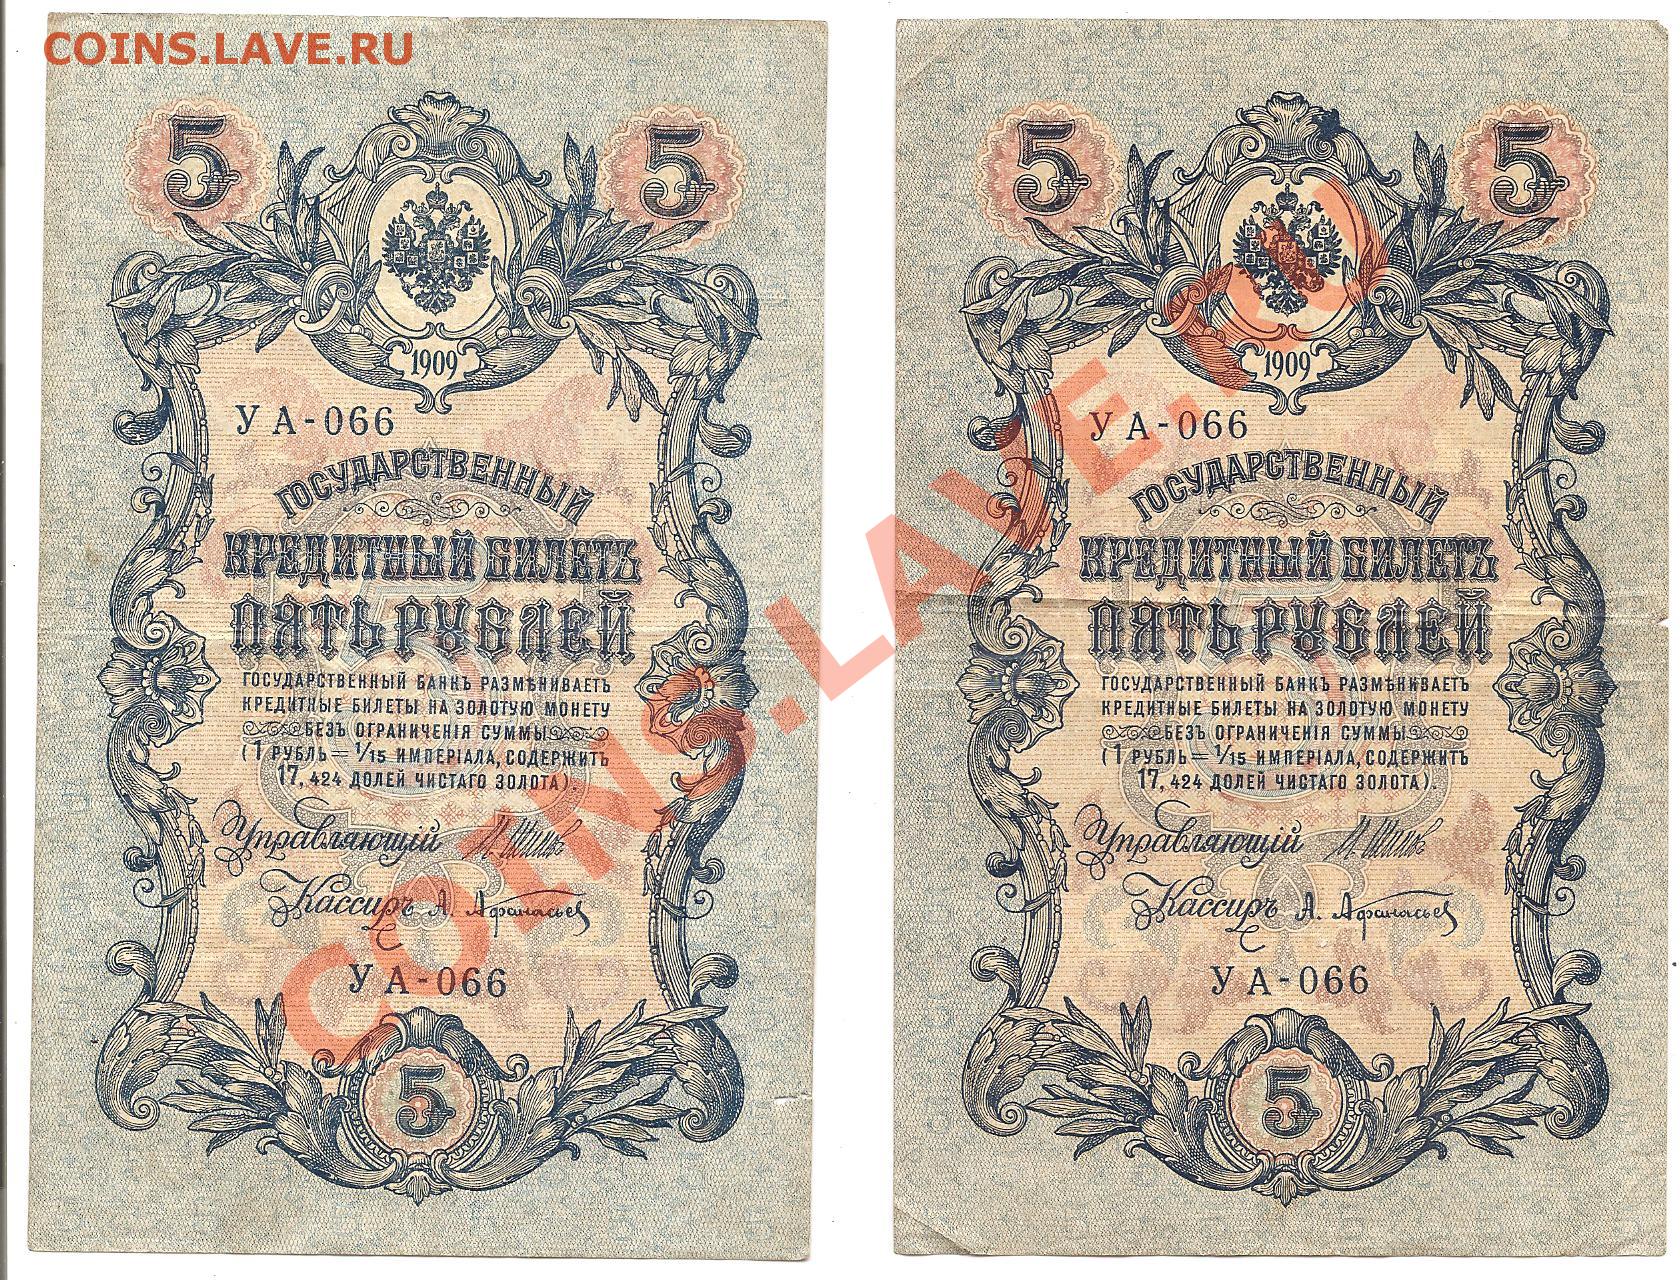 COINS.LAVE.RU
5 5
1909
УА-066
ГОСУДАРСТВЕННЫЙ
КРЕДИТНЫЙ БИЛЕТЪ
ПЯТЬ РУБЛЕЙ
ГОСУДАРСТВЕННЫЙ БАНКЪ РАЗМѢНИВАЕТЪ
КРЕДИТНЫЕ БИЛЕТЫ НА ЗОЛОТУЮ МОНЕТУ
БЕЗЪ ОГРАНИЧЕНІЯ СУММЫ
(1 РУБЛЬ = 1/15 ИМПЕРІАЛА, СОДЕРЖИТЪ
17,424 ДОЛЕЙ ЧИСТАГО ЗОЛОТА).
Управляющій И. Шипов
Кассиръ А. Афанасьев
УА-066
5
5 5
1909
УА-066
ГОСУДАРСТВЕННЫЙ
КРЕДИТНЫЙ БИЛЕТЪ
ПЯТЬ РУБЛЕЙ
ГОСУДАРСТВЕННЫЙ БАНКЪ РАЗМѢНИВАЕТЪ
КРЕДИТНЫЕ БИЛЕТЫ НА ЗОЛОТУЮ МОНЕТУ
БЕЗЪ ОГРАНИЧЕНІЯ СУММЫ
(1 РУБЛЬ = 1/15 ИМПЕРІАЛА, СОДЕРЖИТЪ
17,424 ДОЛЕЙ ЧИСТАГО ЗОЛОТА).
Управляющій И. Шипов
Кассиръ А. Афанасьев
УА-066
5
COINS.LAVE.RU